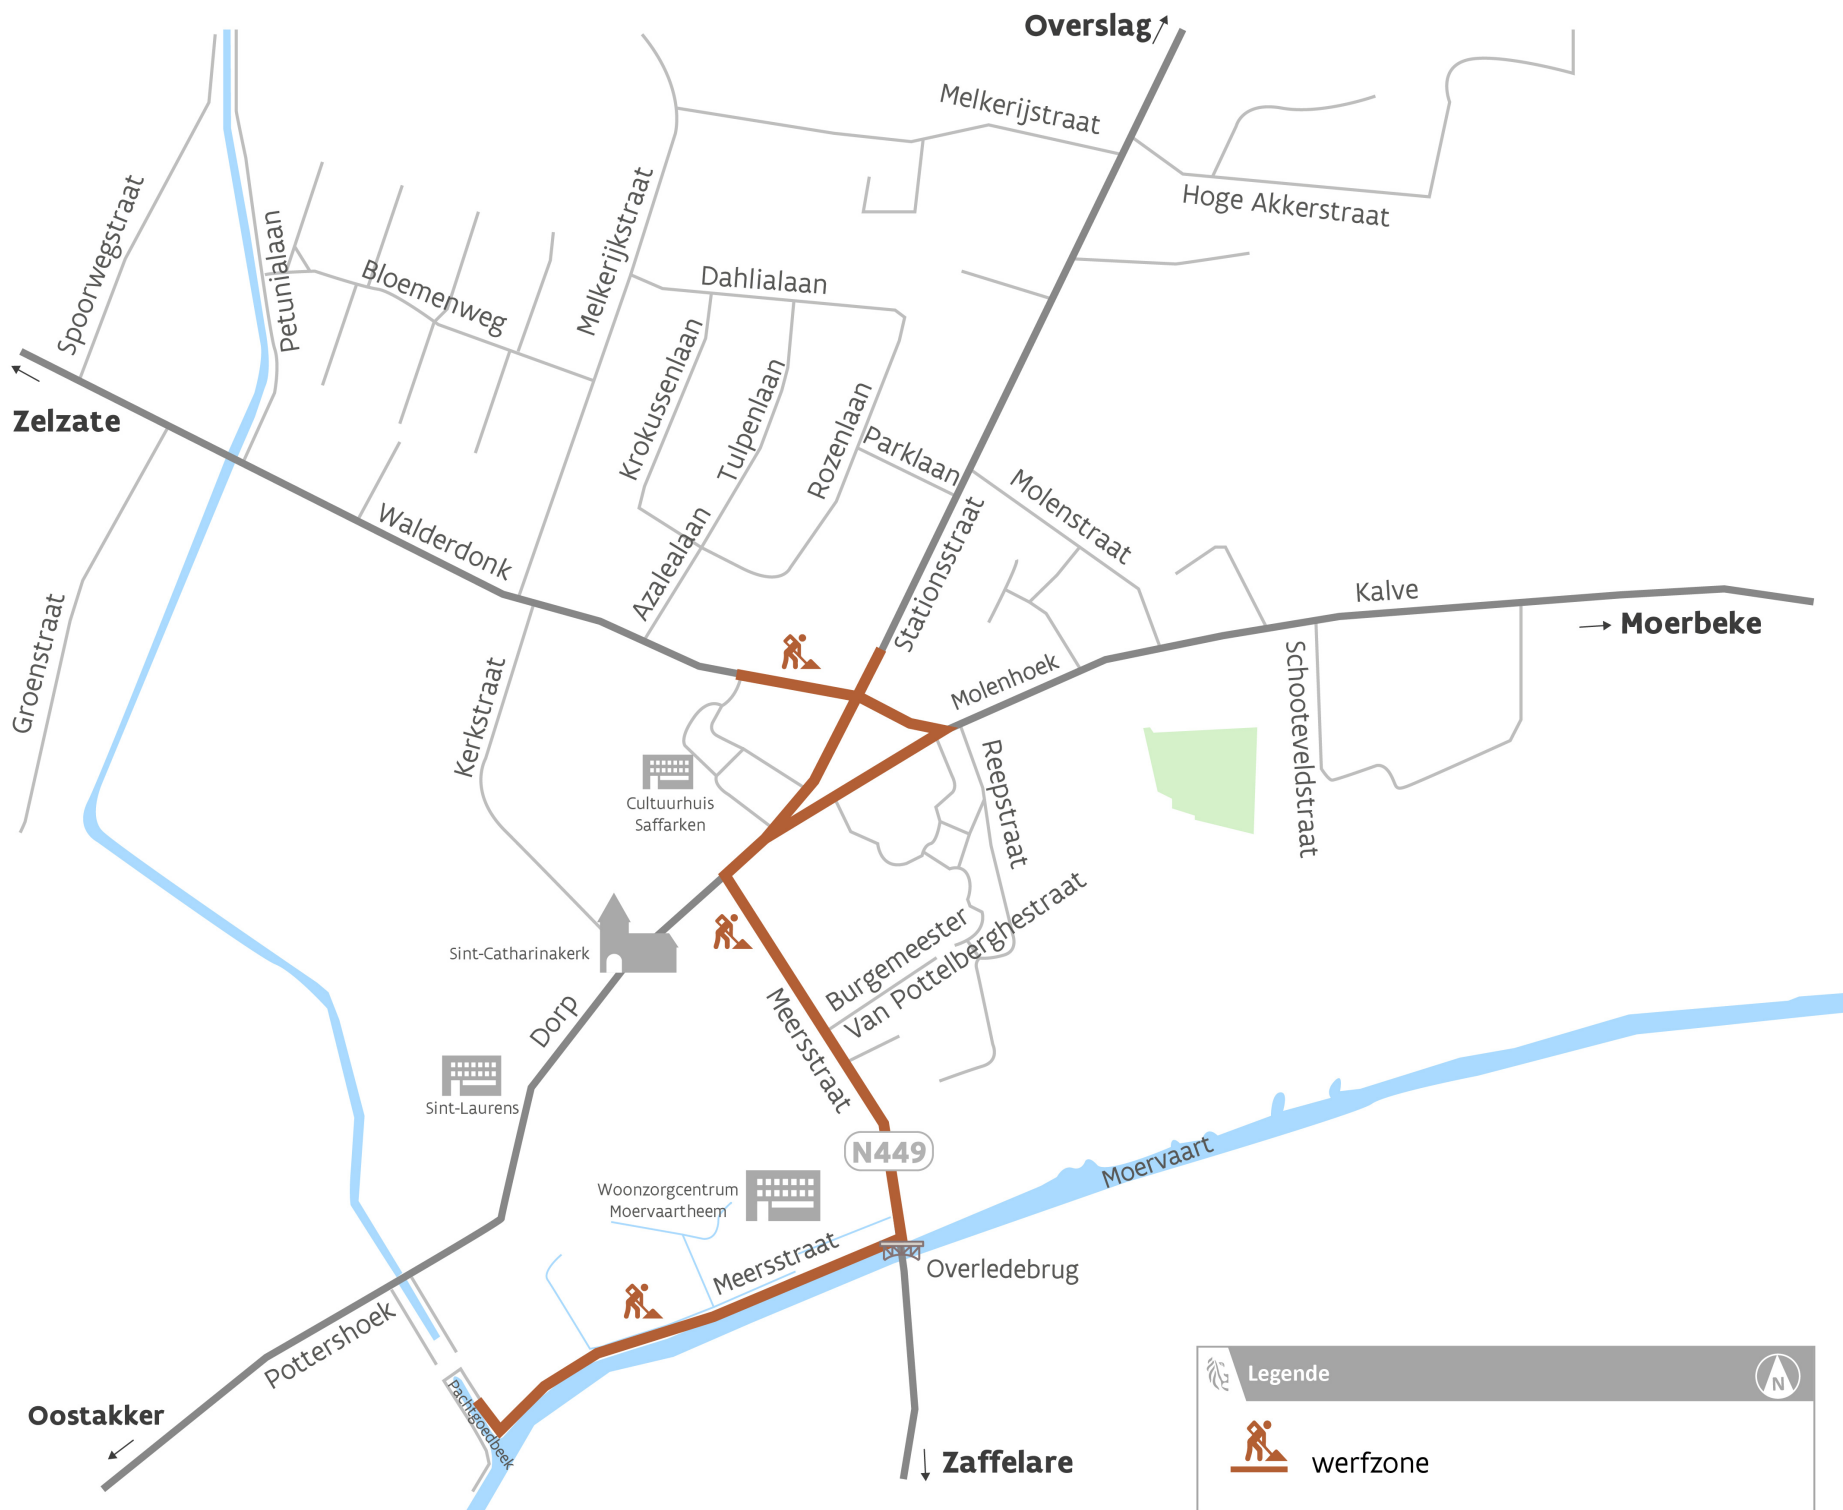 Overslag
Melkerijstraat
Hoge Akkerstraat
Spoorwegstraat
Petunialaan
Bloemenweg
Melkerijkstraat
Dahlialaan
Krokussenlaan
Tulpenlaan
Rozenlaan
Parklaan
Zelzate
Walderdonk
Azalealaan
Stationsstraat
Molenstraat
Kalve
Moerbeke
Groenstraat
Kerkstraat
Molenhoek
Schooteveldstraat
Reepstraat
Cultuurhuis
Saffarken
Sint-Catharinakerk
Burgemeester
Van Pottelberghestraat
Dorp
Meersstraat
Sint-Laurens
N449
Moervaart
Woonzorgcentrum
Moervaartheem
Meersstraat
Overledebrug
Pottershoek
Pachtgoedbeek
Oostakker
Zaffelare
Legende
N
werfzone